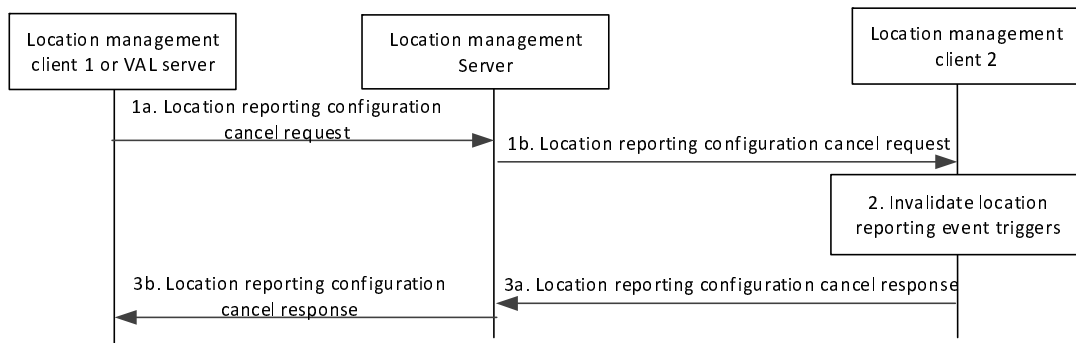 Location management
client 1 or VAL server
Location management
Server
Location management
client 2
1a. Location reporting configuration
cancel request
1b. Location reporting configuration cancel request
2. Invalidate location
reporting event triggers
3b. Location reporting configuration
cancel response
3a. Location reporting configuration cancel response